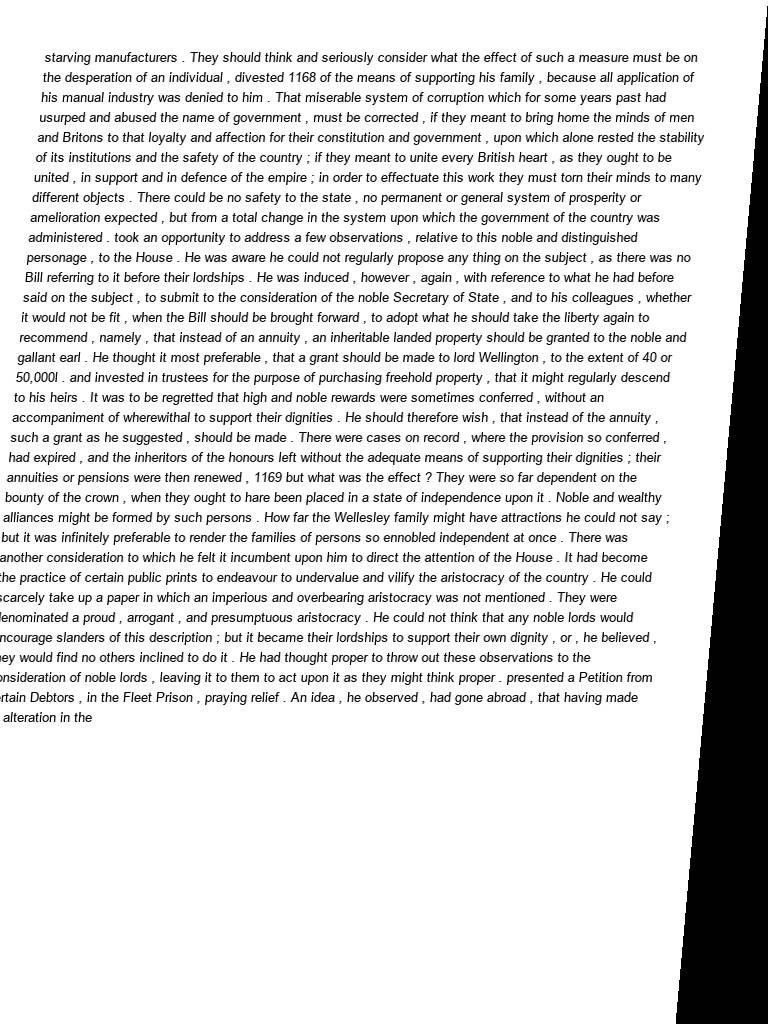 starving manufacturers . They should think and seriously consider what the effect of such a measure must be on
the desperation of an individual , divested 1168 of the means of supporting his family , because all application of
his manual industry was denied to him . That miserable system of corruption which for some years past had
usurped and abused the name of government , must be corrected , if they meant to bring home the minds of men
and Britons to that loyalty and affection for their constitution and government , upon which alone rested the stability
of its institutions and the safety of the country ; if they meant to unite every British heart , as they ought to be
united , in support and in defence of the empire ; in order to effectuate this work they must torn their minds to many
different objects . There could be no safety to the state , no permanent or general system of prosperity or
amelioration expected , but from a total change in the system upon which the government of the country was
administered . took an opportunity to address a few observations , relative to this noble and distinguished
personage , to the House . He was aware he could not regularly propose any thing on the subject , as there was no
Bill referring to it before their lordships . He was induced , however , again , with reference to what he had before
said on the subject , to submit to the consideration of the noble Secretary of State , and to his colleagues , whether
it would not be fit , when the Bill should be brought forward , to adopt what he should take the liberty again to
recommend , namely , that instead of an annuity , an inheritable landed property should be granted to the noble and
gallant earl . He thought it most preferable , that a grant should be made to lord Wellington , to the extent of 40 or
50,000l . and invested in trustees for the purpose of purchasing freehold property , that it might regularly descend
to his heirs . It was to be regretted that high and noble rewards were sometimes conferred , without an
accompaniment of wherewithal to support their dignities . He should therefore wish , that instead of the annuity ,
such a grant as he suggested , should be made . There were cases on record , where the provision so conferred ,
had expired , and the inheritors of the honours left without the adequate means of supporting their dignities ; their
annuities or pensions were then renewed , 1169 but what was the effect ? They were so far dependent on the
bounty of the crown , when they ought to hare been placed in a state of independence upon it . Noble and wealthy
alliances might be formed by such persons . How far the Wellesley family might have attractions he could not say ;
but it was infinitely preferable to render the families of persons so ennobled independent at once . There was
another consideration to which he felt it incumbent upon him to direct the attention of the House . It had become
the practice of certain public prints to endeavour to undervalue and vilify the aristocracy of the country . He could
scarcely take up a paper in which an imperious and overbearing aristocracy was not mentioned . They were
denominated a proud , arrogant , and presumptuous aristocracy . He could not think that any noble lords would
ncourage slanders of this description ; but it became their lordships to support their own dignity , or , he believed ,
ey would find no others inclined to do it . He had thought proper to throw out these observations to the
onsideration of noble lords , leaving it to them to act upon it as they might think proper . presented a Petition from
rtain Debtors , in the Fleet Prison , praying relief . An idea , he observed , had gone abroad , that having made
alteration in the